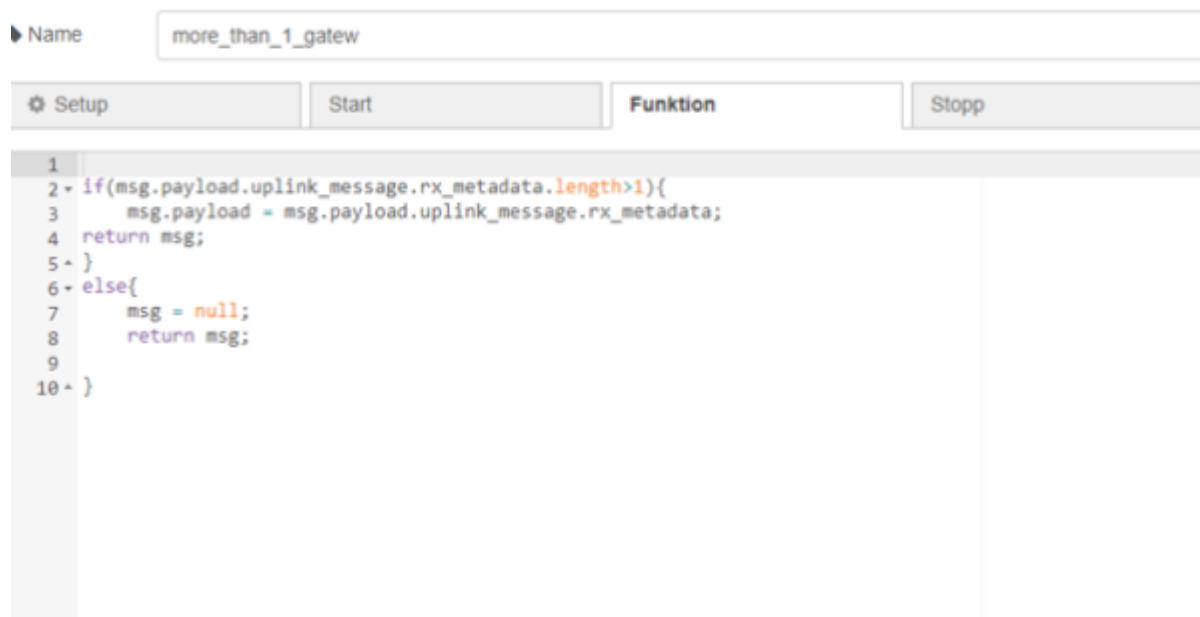 Name more_than_1_gatew
Setup Start Funktion Stopp
1
2 if(msg.payload.uplink_message.rx_metadata.length>1){
3 msg.payload = msg.payload.uplink_message.rx_metadata;
4 return msg;
5 }
6 else{
7 msg = null;
8 return msg;
9
10 }